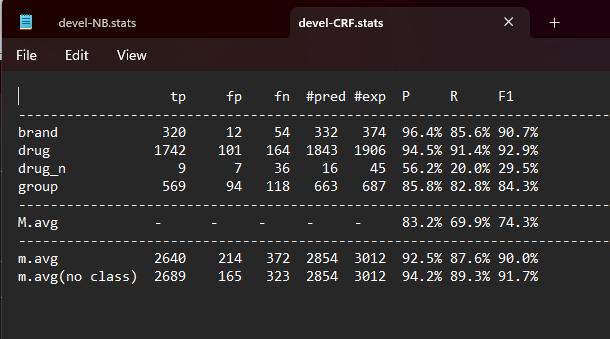 devel-NB.stats devel-CRF.stats
File Edit View
tp fp fn #pred #exp P R F1
------------------------------------------------------------------------------
brand 320 12 54 332 374 96.4% 85.6% 90.7%
drug 1742 101 164 1843 1906 94.5% 91.4% 92.9%
drug_n 9 7 36 16 45 56.2% 20.0% 29.5%
group 569 94 118 663 687 85.8% 82.8% 84.3%
------------------------------------------------------------------------------
M.avg - - - - - 83.2% 69.9% 74.3%
------------------------------------------------------------------------------
m.avg 2640 214 372 2854 3012 92.5% 87.6% 90.0%
m.avg(no class) 2689 165 323 2854 3012 94.2% 89.3% 91.7%